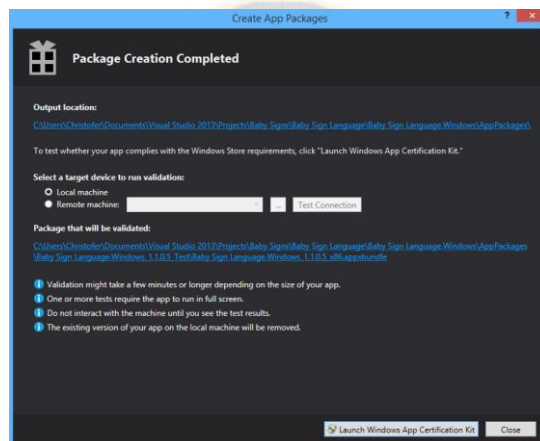 Create App Packages
? x
Package Creation Completed
Output location:
C:\Users\Christofer\Documents\Visual Studio 2013\Projects\Baby Signs\Baby Sign Language\Baby Sign Language.Windows\AppPackages\
To test whether your app complies with the Windows Store requirements, click "Launch Windows App Certification Kit."
Select a target device to run validation:
Local machine
Remote machine: ... Test Connection
Package that will be validated:
C:\Users\Christofer\Documents\Visual Studio 2013\Projects\Baby Signs\Baby Sign Language\Baby Sign Language.Windows\AppPackages
\Baby Sign Language.Windows_1.1.0.5_Test\Baby Sign Language.Windows_1.1.0.5_x86.appxbundle
Validation might take a few minutes or longer depending on the size of your app.
One or more tests require the app to run in full screen.
Do not interact with the machine until you see the test results.
The existing version of your app on the local machine will be removed.
Launch Windows App Certification Kit Close